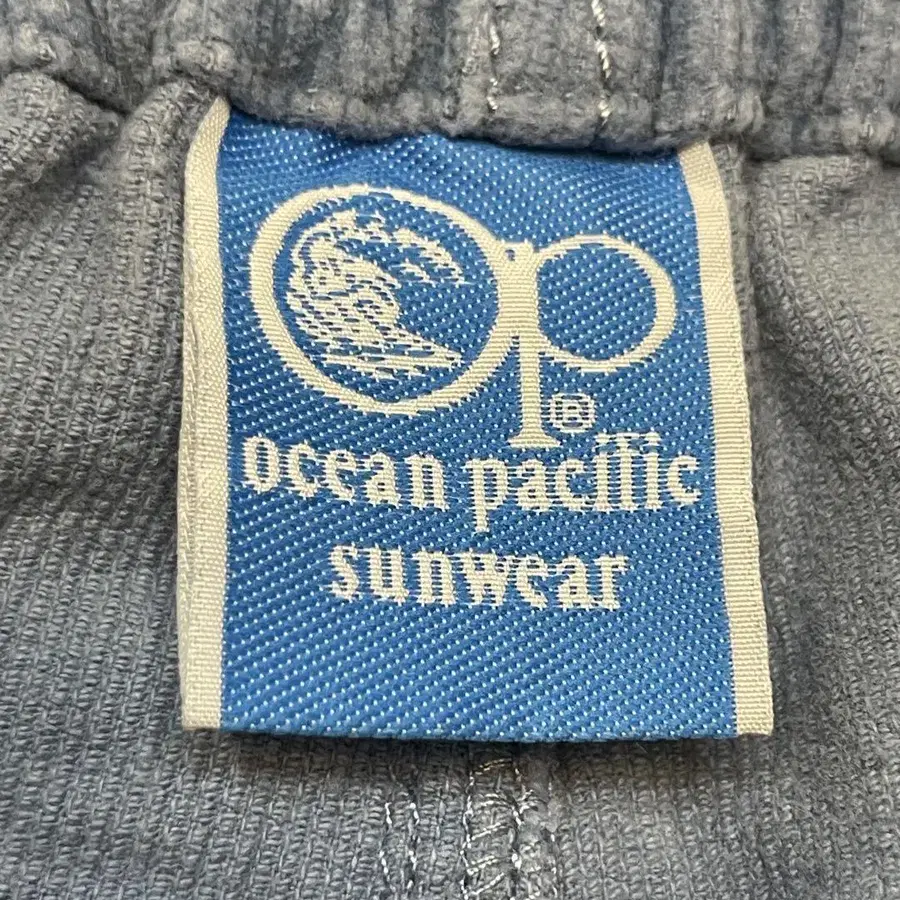 op®
ocean pacific
sunwear